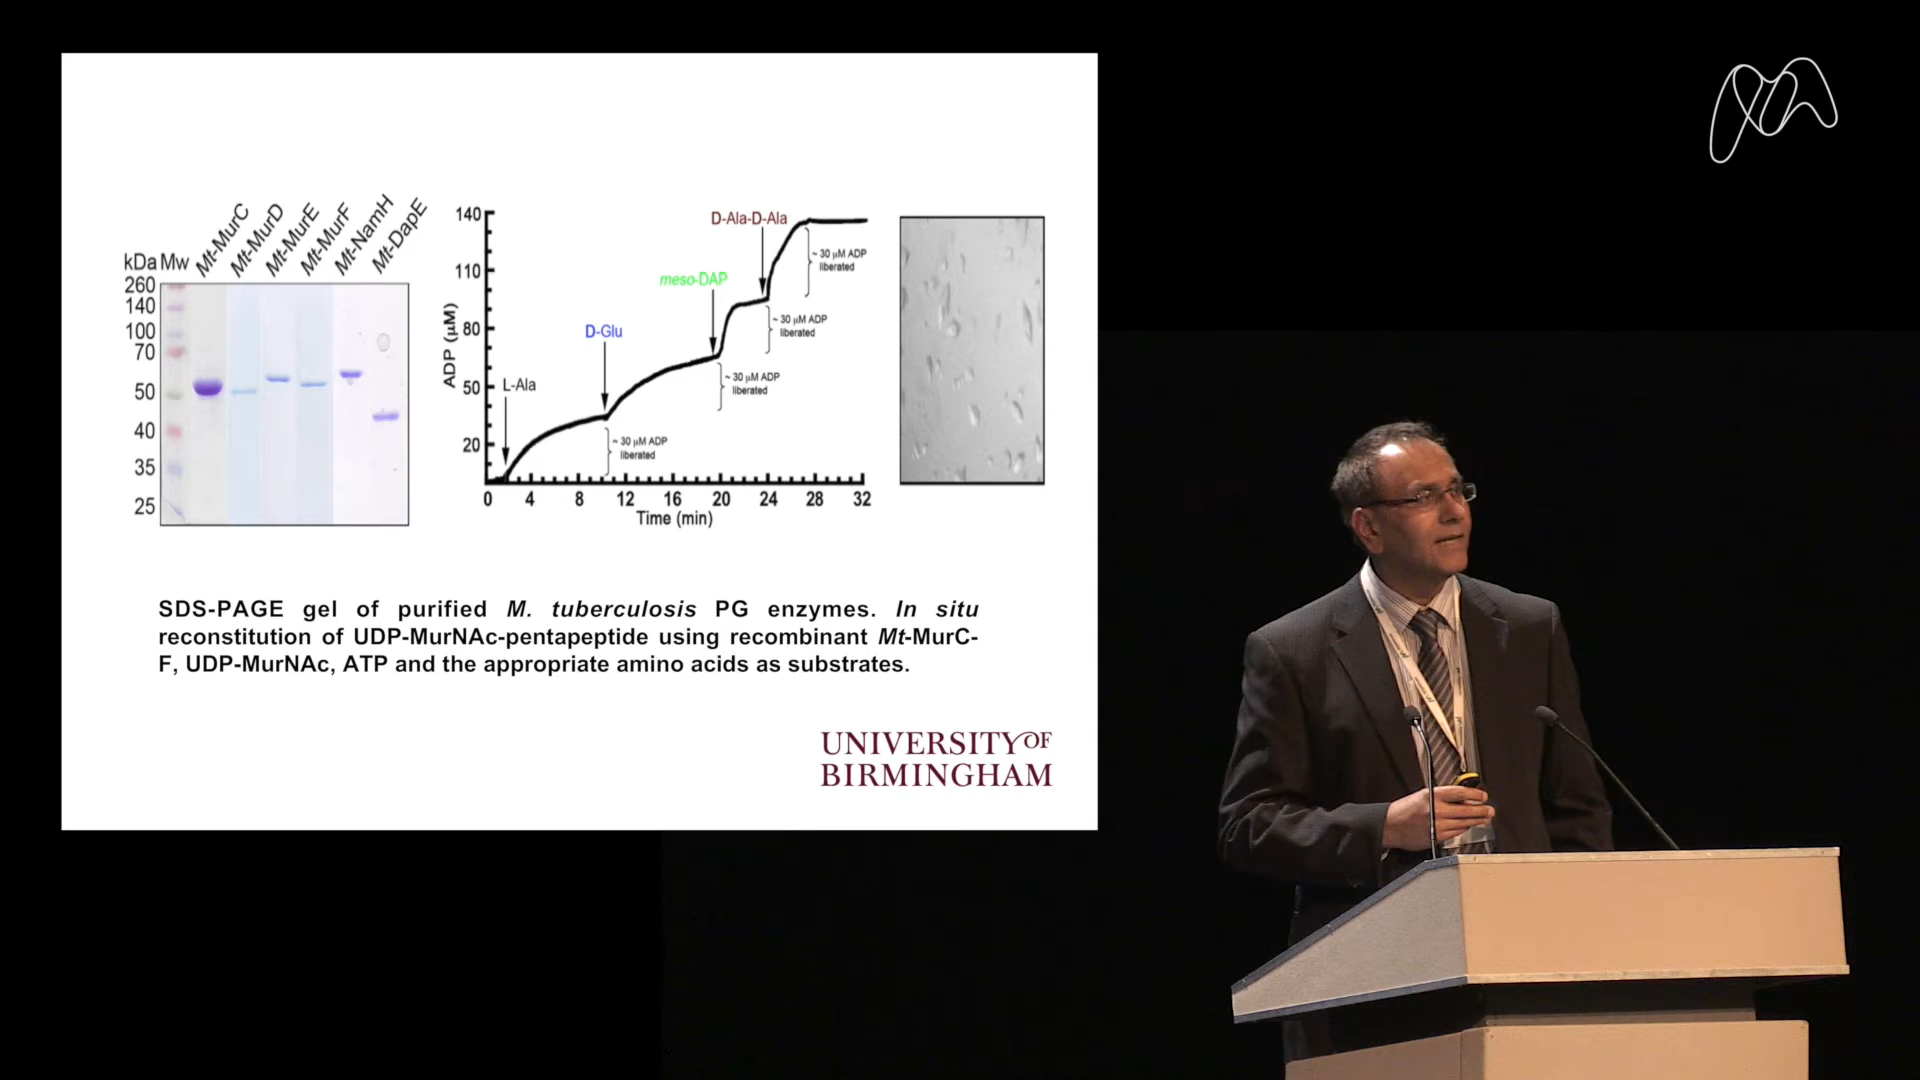 kDa Mw Mt-MurC Mt-MurD Mt-MurE Mt-MurF Mt-NamH Mt-DapE
260
140
100
70
50
40
35
25
ADP (µM)
140
110
80
50
20
0 4 8 12 16 20 24 28 32
Time (min)
L-Ala
D-Glu
meso-DAP
D-Ala-D-Ala
~ 30 µM ADP
liberated
~ 30 µM ADP
liberated
~ 30 µM ADP
liberated
~ 30 µM ADP
liberated
SDS-PAGE gel of purified M. tuberculosis PG enzymes. In situ
reconstitution of UDP-MurNAc-pentapeptide using recombinant Mt-MurC-
F, UDP-MurNAc, ATP and the appropriate amino acids as substrates.
UNIVERSITY OF
BIRMINGHAM